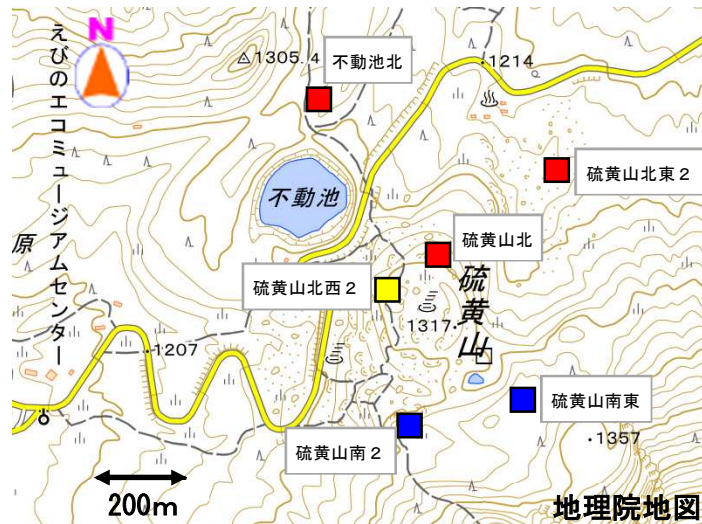 N
えびのエコミュージアムセンター
1305.4
不動池北
1214
硫黄山北東2
不動池
硫黄山北
原
硫黄山北西2
硫黄山
1317
1207
硫黄山南東
硫黄山南2
1357
200m
地理院地図